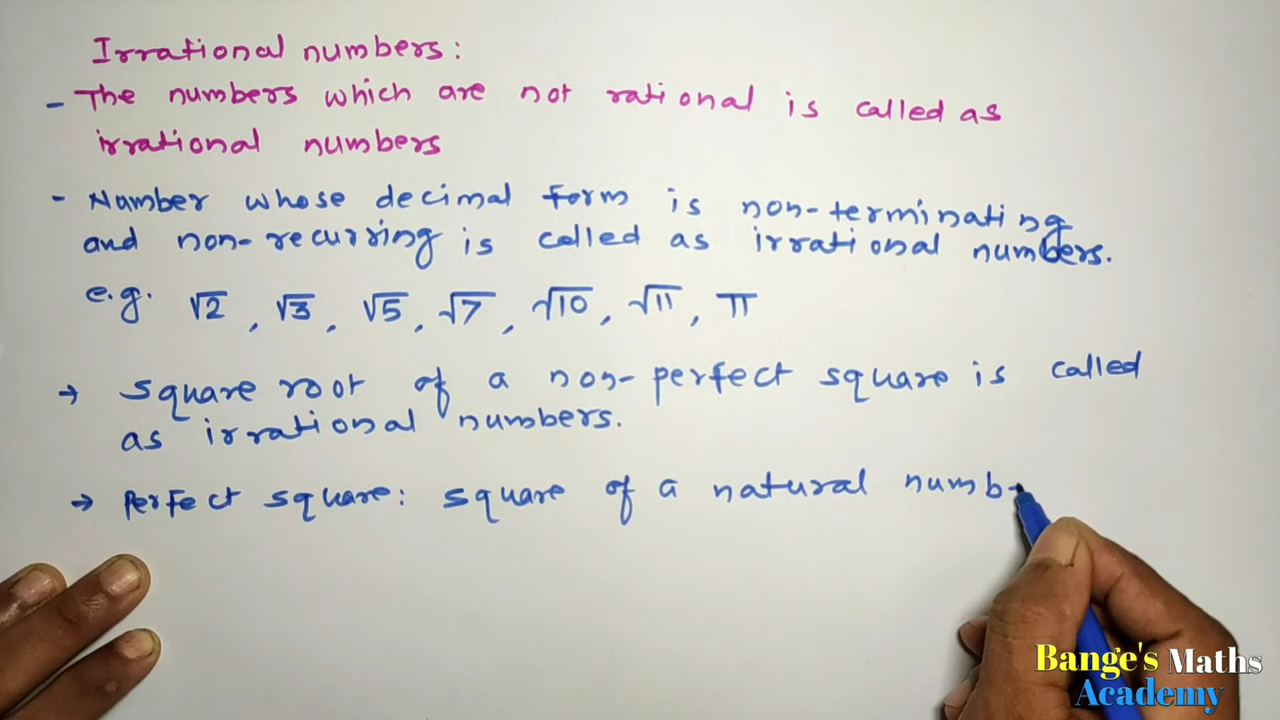 Irrational numbers:
- The numbers which are not rational is called as
irrational numbers
- Number whose decimal form is non-terminating
and non-recurring is called as irrational numbers.
e.g. √2, √3, √5, √7, √10, √11, π
→ square root of a non-perfect square is called
as irrational numbers.
→ Perfect square: square of a natural numb
Bange's Maths
Academy